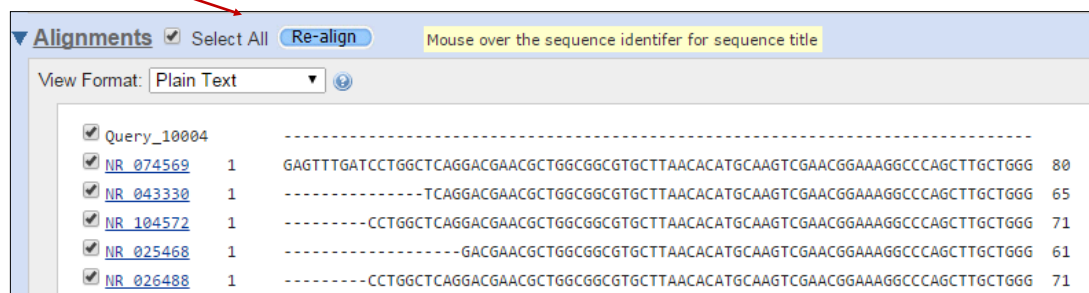 Alignments Select All Re-align Mouse over the sequence identifer for sequence title
View Format: Plain Text
Query_10004 --------------------------------------------------------------------------------
NR_074569 1 GAGTTTGATCCTGGCTCAGGACGAACGCTGGCGGCGTGCTTAACACATGCAAGTCGAACGGAAAGGCCCAGCTTGCTGGG 80
NR_043330 1 ---------------TCAGGACGAACGCTGGCGGCGTGCTTAACACATGCAAGTCGAACGGAAAGGCCCAGCTTGCTGGG 65
NR_104572 1 ---------CCTGGCTCAGGACGAACGCTGGCGGCGTGCTTAACACATGCAAGTCGAACGGAAAGGCCCAGCTTGCTGGG 71
NR_025468 1 -------------------GACGAACGCTGGCGGCGTGCTTAACACATGCAAGTCGAACGGAAAGGCCCAGCTTGCTGGG 61
NR_026488 1 ---------CCTGGCTCAGGACGAACGCTGGCGGCGTGCTTAACACATGCAAGTCGAACGGAAAGGCCCAGCTTGCTGGG 71